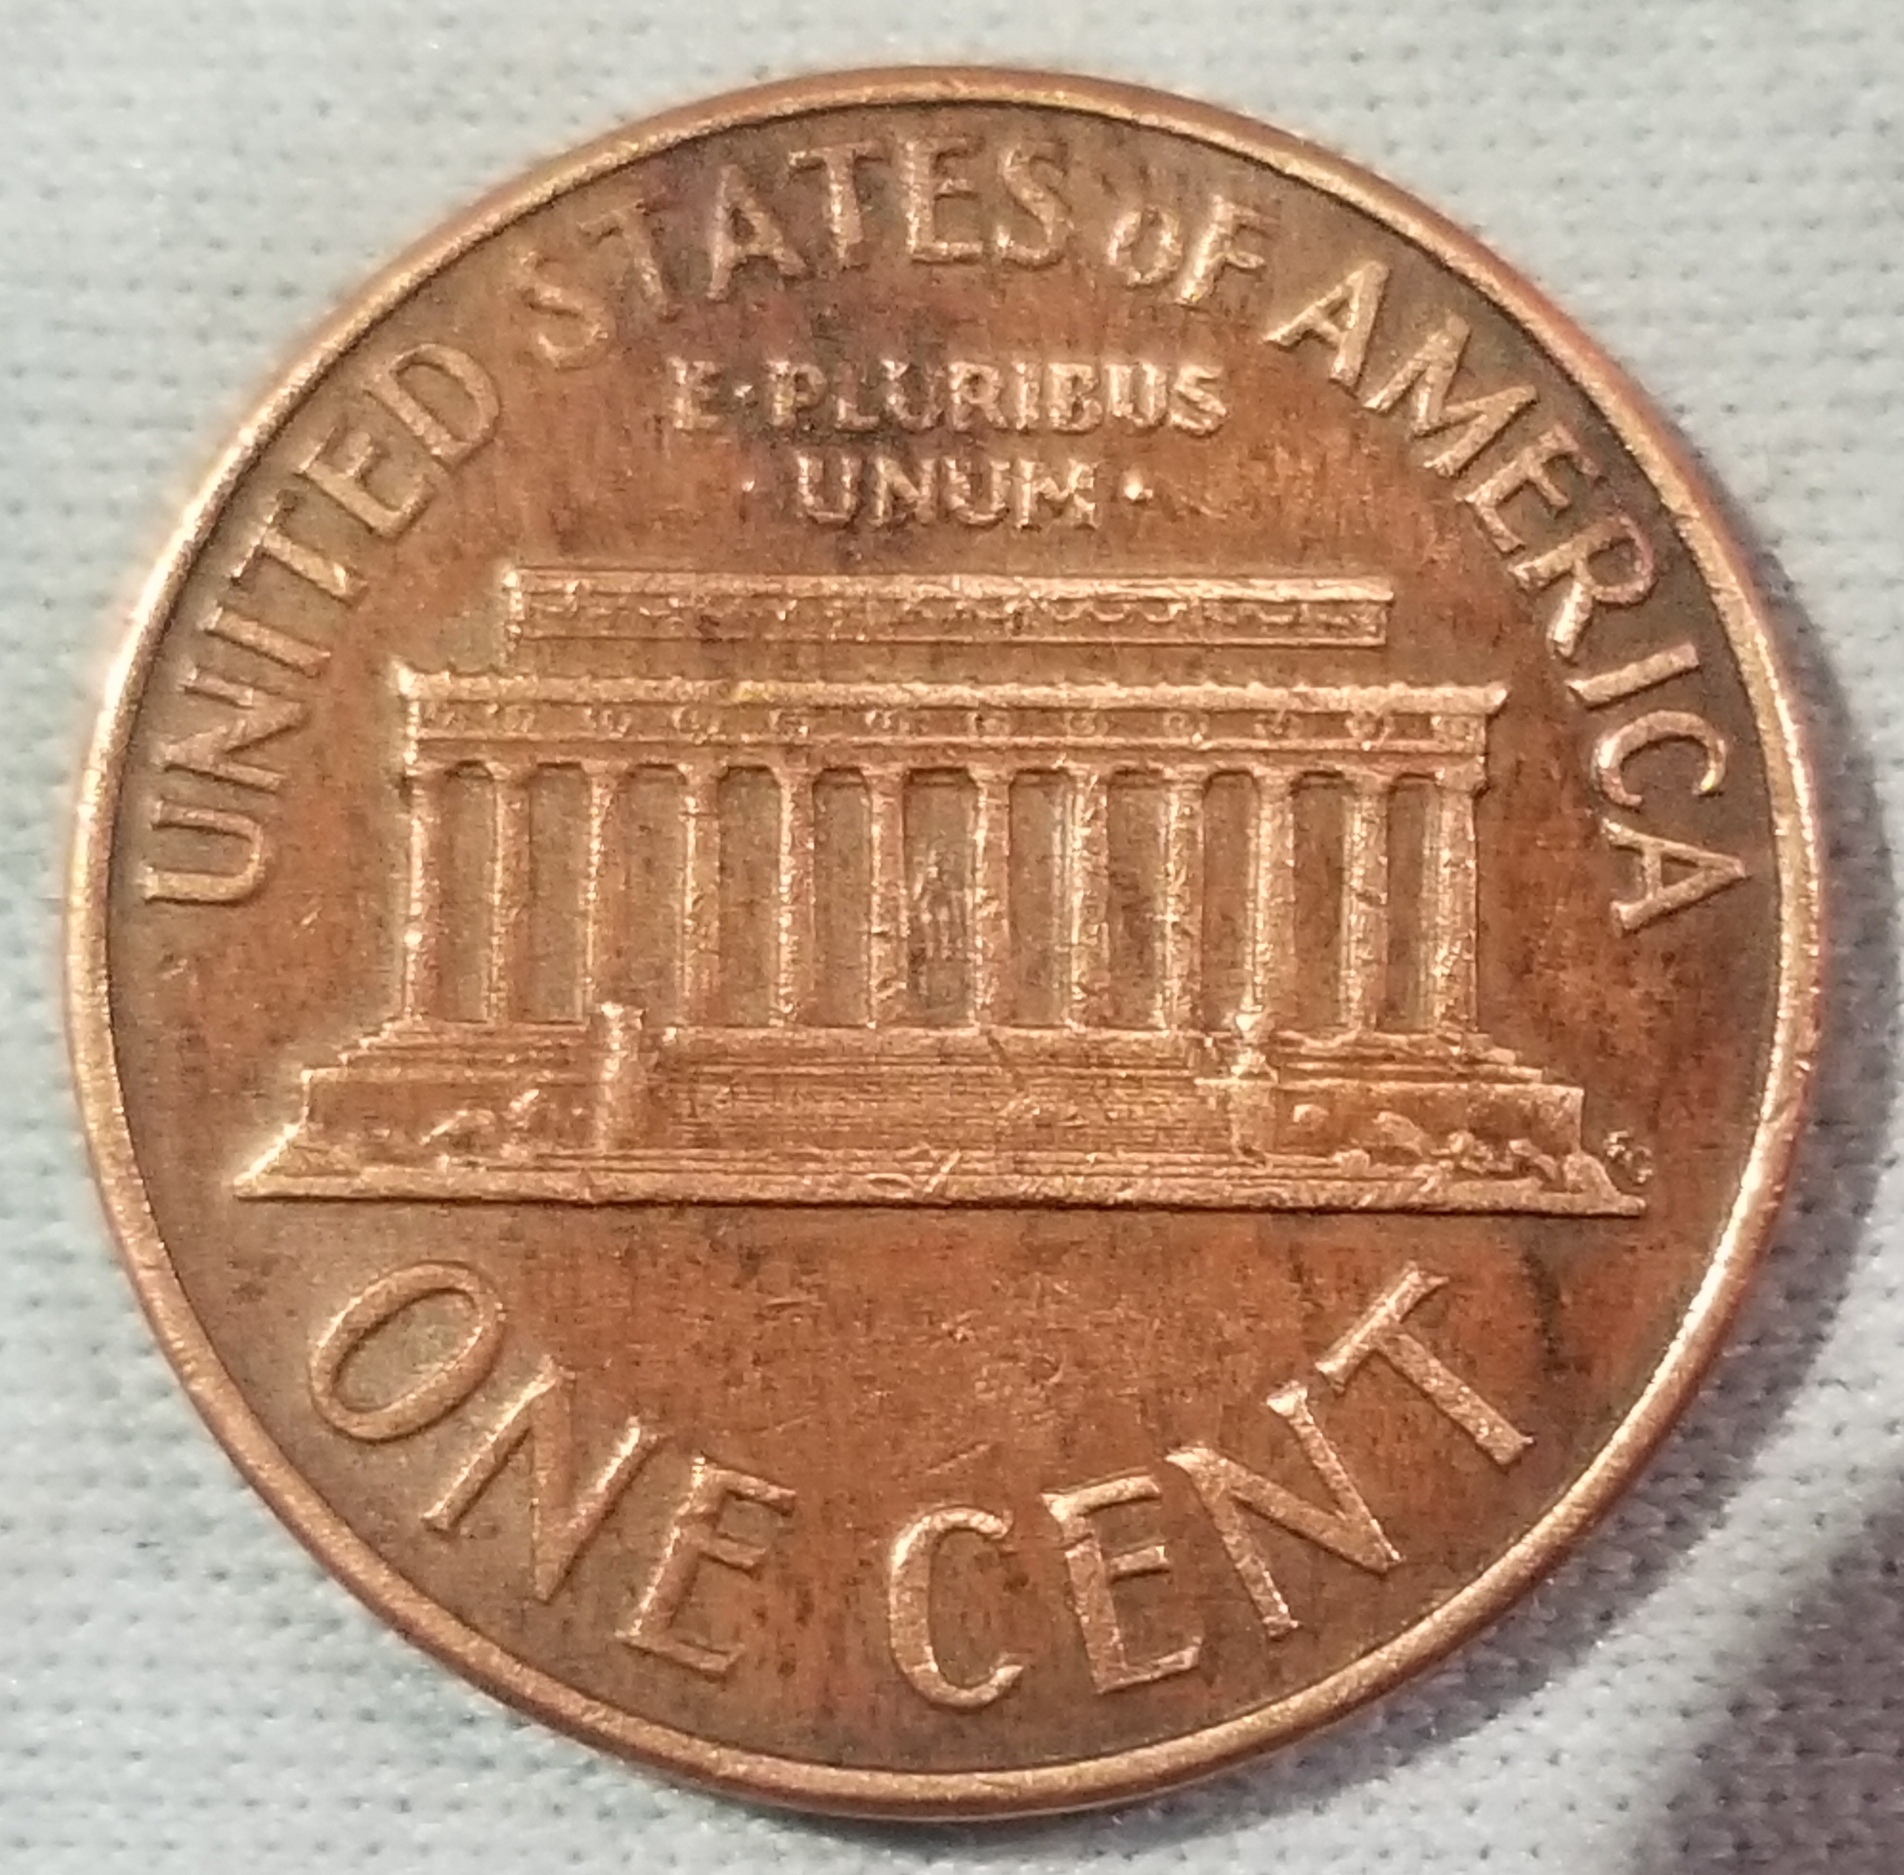 UNITED STATES OF AMERICA
E·PLURIBUS
·UNUM·
ONE CENT